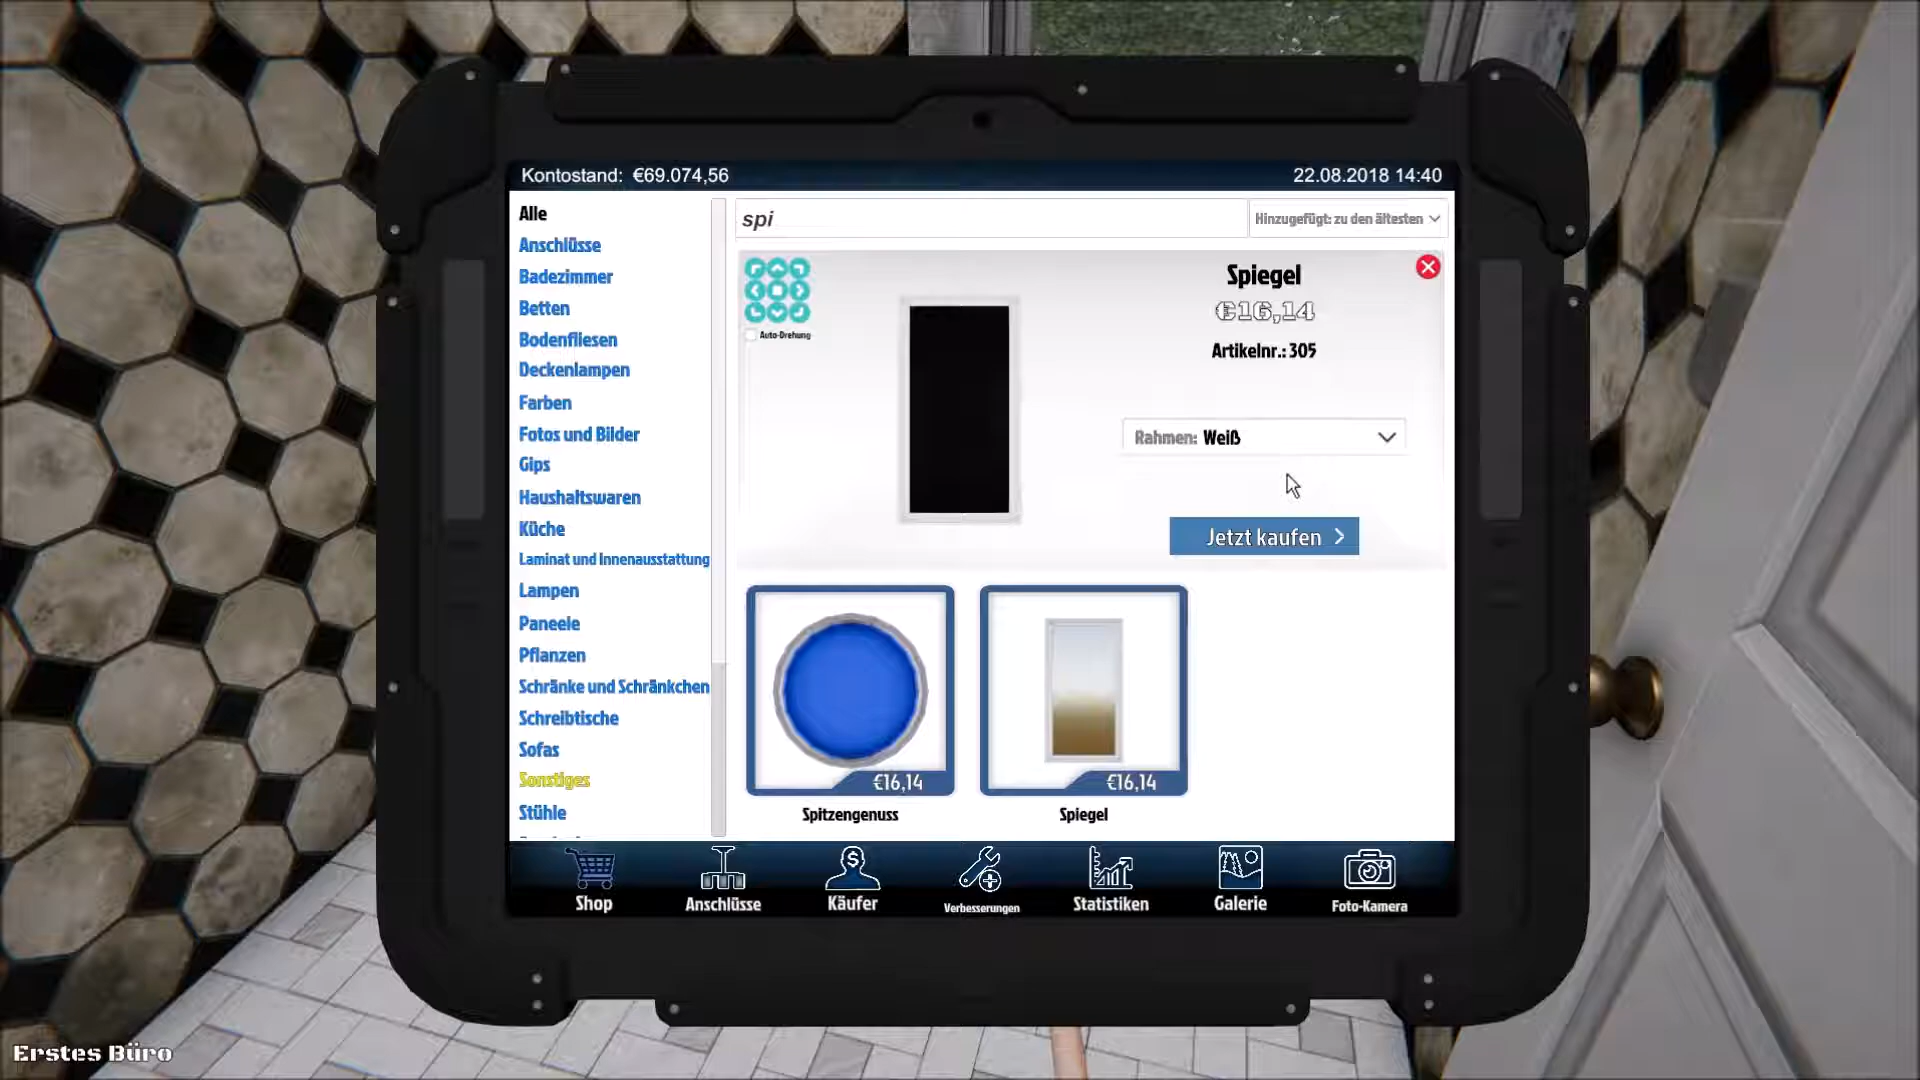 Kontostand: €69.074,56
22.08.2018 14:40
Alle
Anschlüsse
Badezimmer
Betten
Bodenfliesen
Deckenlampen
Farben
Fotos und Bilder
Gips
Haushaltswaren
Küche
Laminat und Innenausstattung
Lampen
Paneele
Pflanzen
Schränke und Schränkchen
Schreibtische
Sofas
Sonstiges
Stühle
spi
Hinzugefügt: zu den ältesten
Auto-Drehung
Spiegel
€16,14
Artikelnr.: 305
Rahmen: Weiß
Jetzt kaufen
€16,14
Spitzengenuss
€16,14
Spiegel
Shop
Anschlüsse
Käufer
Verbesserungen
Statistiken
Galerie
Foto-Kamera
Erstes Büro